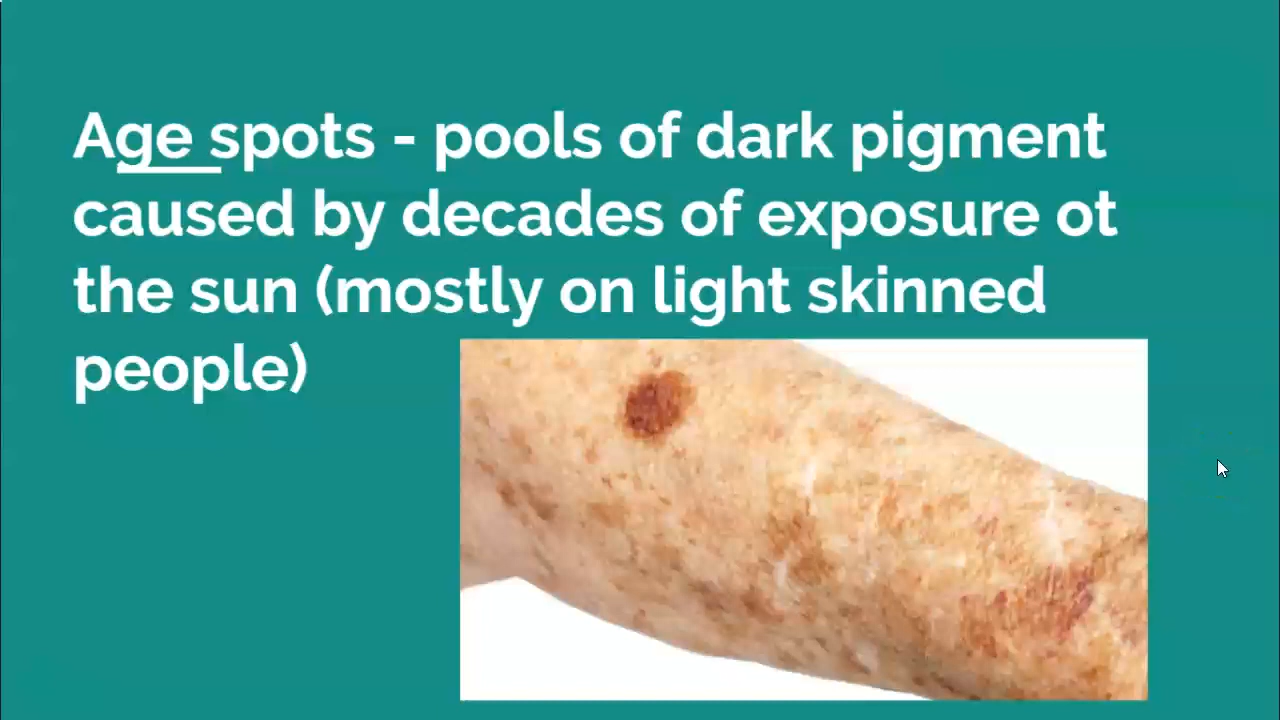 Age spots - pools of dark pigment
caused by decades of exposure ot
the sun (mostly on light skinned
people)